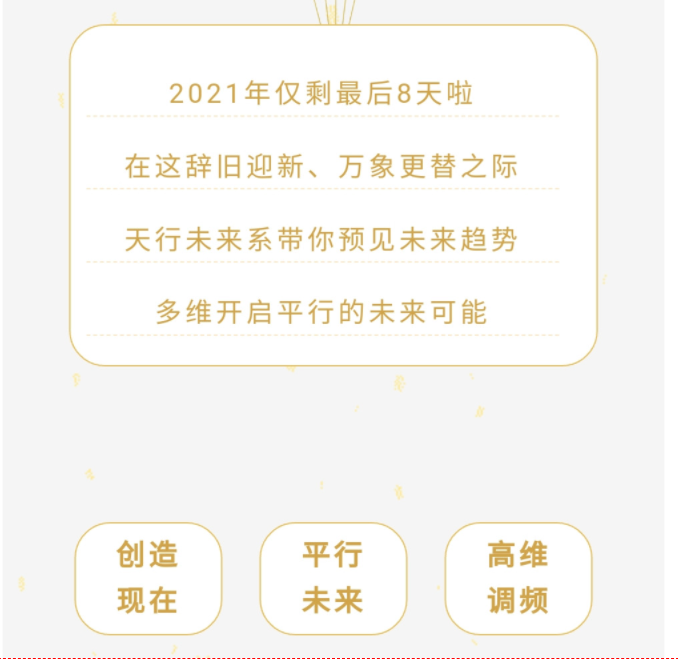 2021年仅剩最后8天啦
在这辞旧迎新、万象更替之际
天行未来系带你预见未来趋势
多维开启平行的未来可能
创造
现在
平行
未来
高维
调频